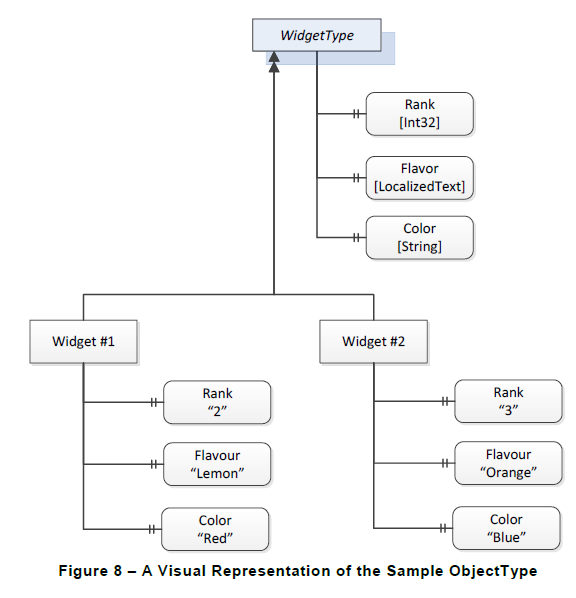 WidgetType
Rank
[Int32]
Flavor
[LocalizedText]
Color
[String]
Widget #1
Widget #2
Rank
“2”
Flavour
“Lemon”
Color
“Red”
Rank
“3”
Flavour
“Orange”
Color
“Blue”
Figure 8 – A Visual Representation of the Sample ObjectType